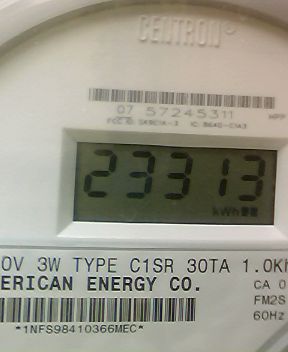 CENTRON®
07 57245311
23313
kWh
0V 3W TYPE C1SR 30TA 1.0Kh
ERICAN ENERGY CO.
CA 0
FM2S
60Hz
*1NFS98410366MEC*